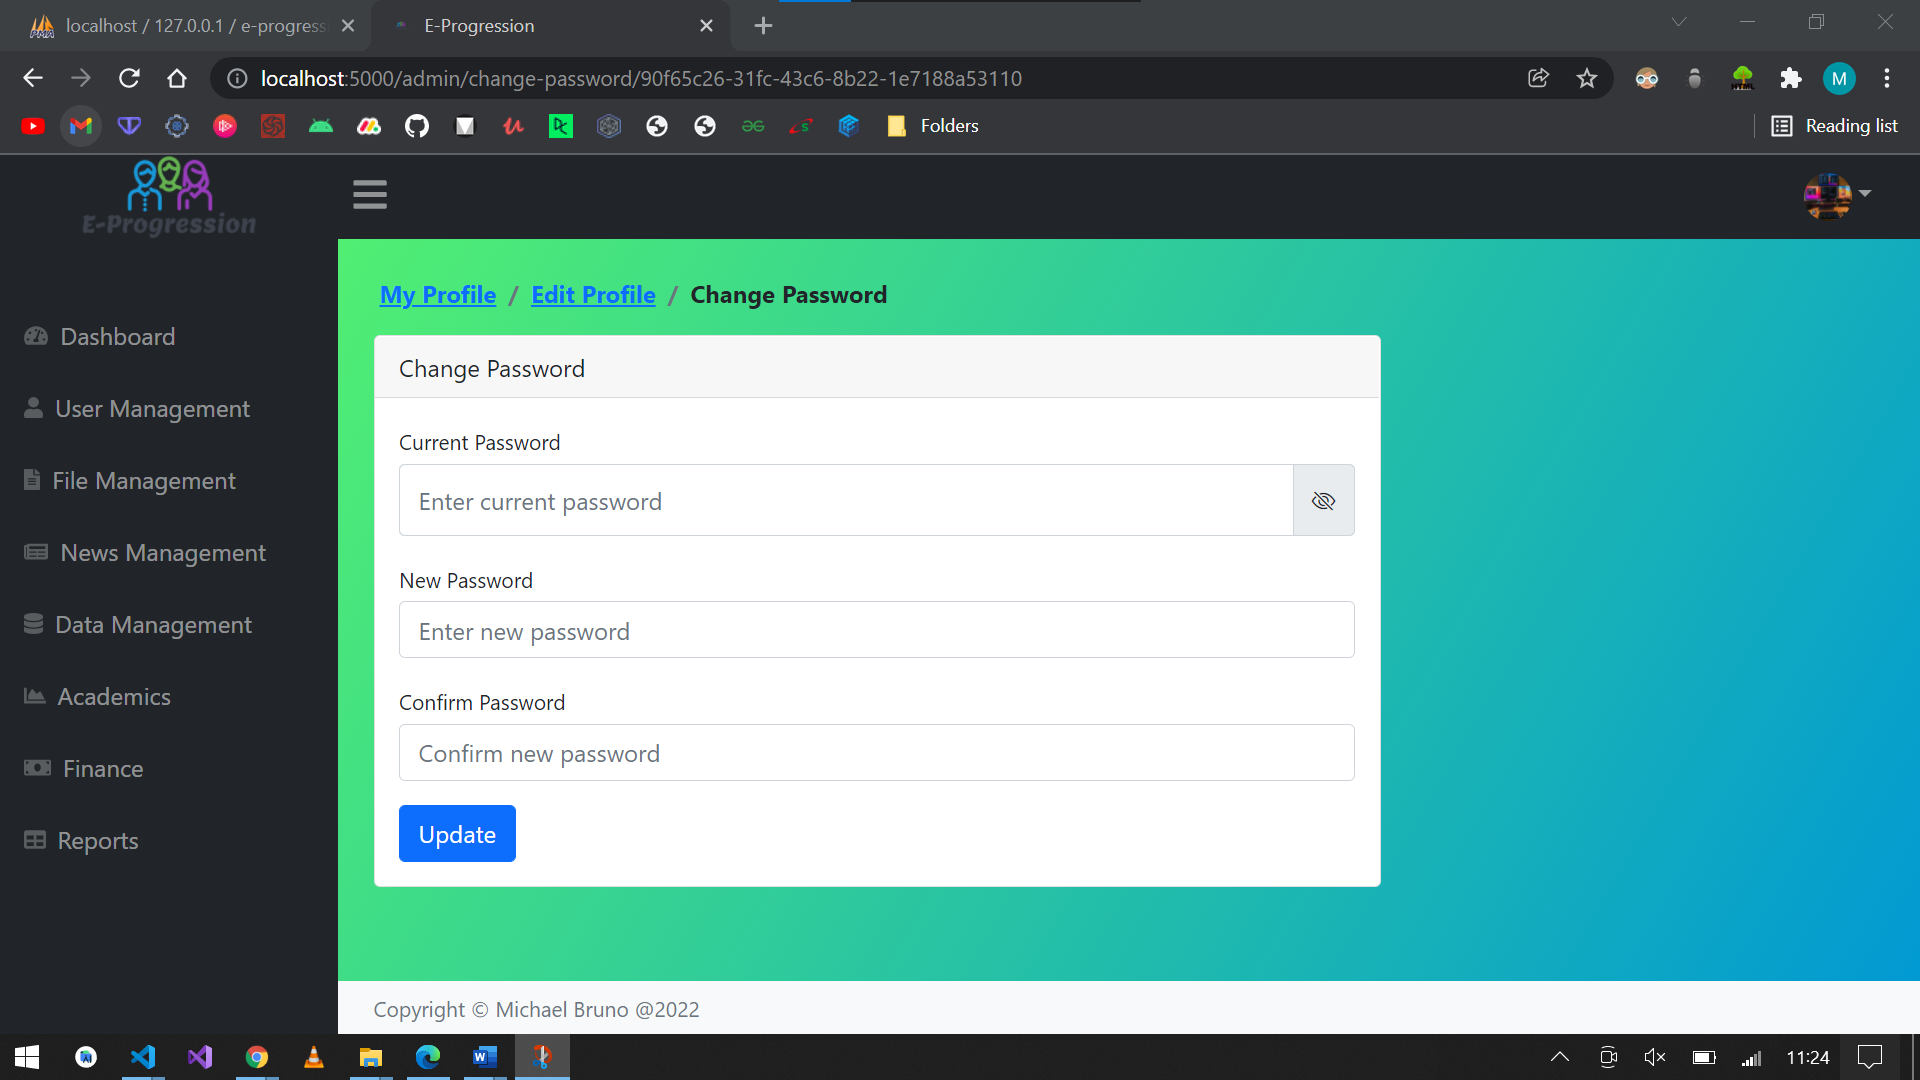 localhost / 127.0.0.1 / e-progress
E-Progression
localhost:5000/admin/change-password/90f65c26-31fc-43c6-8b22-1e7188a53110
M
Folders
Reading list
E-Progression
My Profile / Edit Profile / Change Password
Dashboard
User Management
File Management
News Management
Data Management
Academics
Finance
Reports
Change Password
Current Password
Enter current password
New Password
Enter new password
Confirm Password
Confirm new password
Update
Copyright © Michael Bruno @2022
11:24